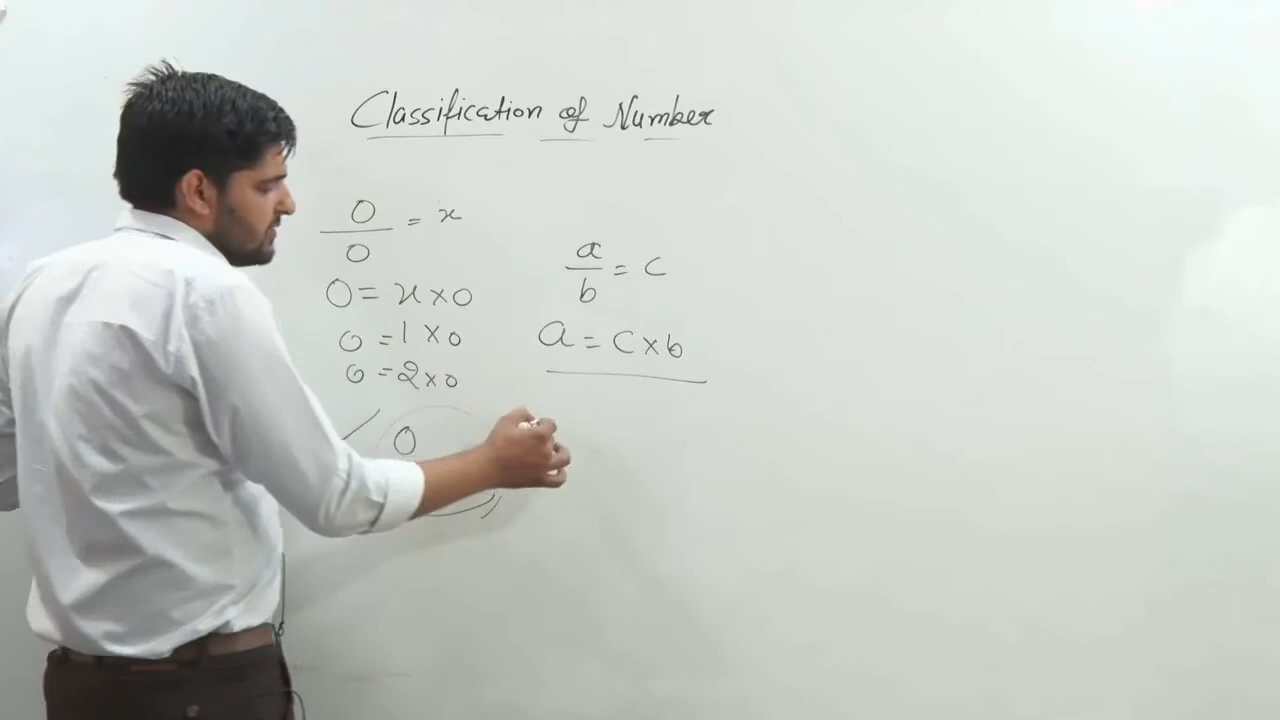 Classification of Number
0/0 = x
0 = x × 0
0 = 1 × 0
0 = 2 × 0
0
a/b = c
a = c × b